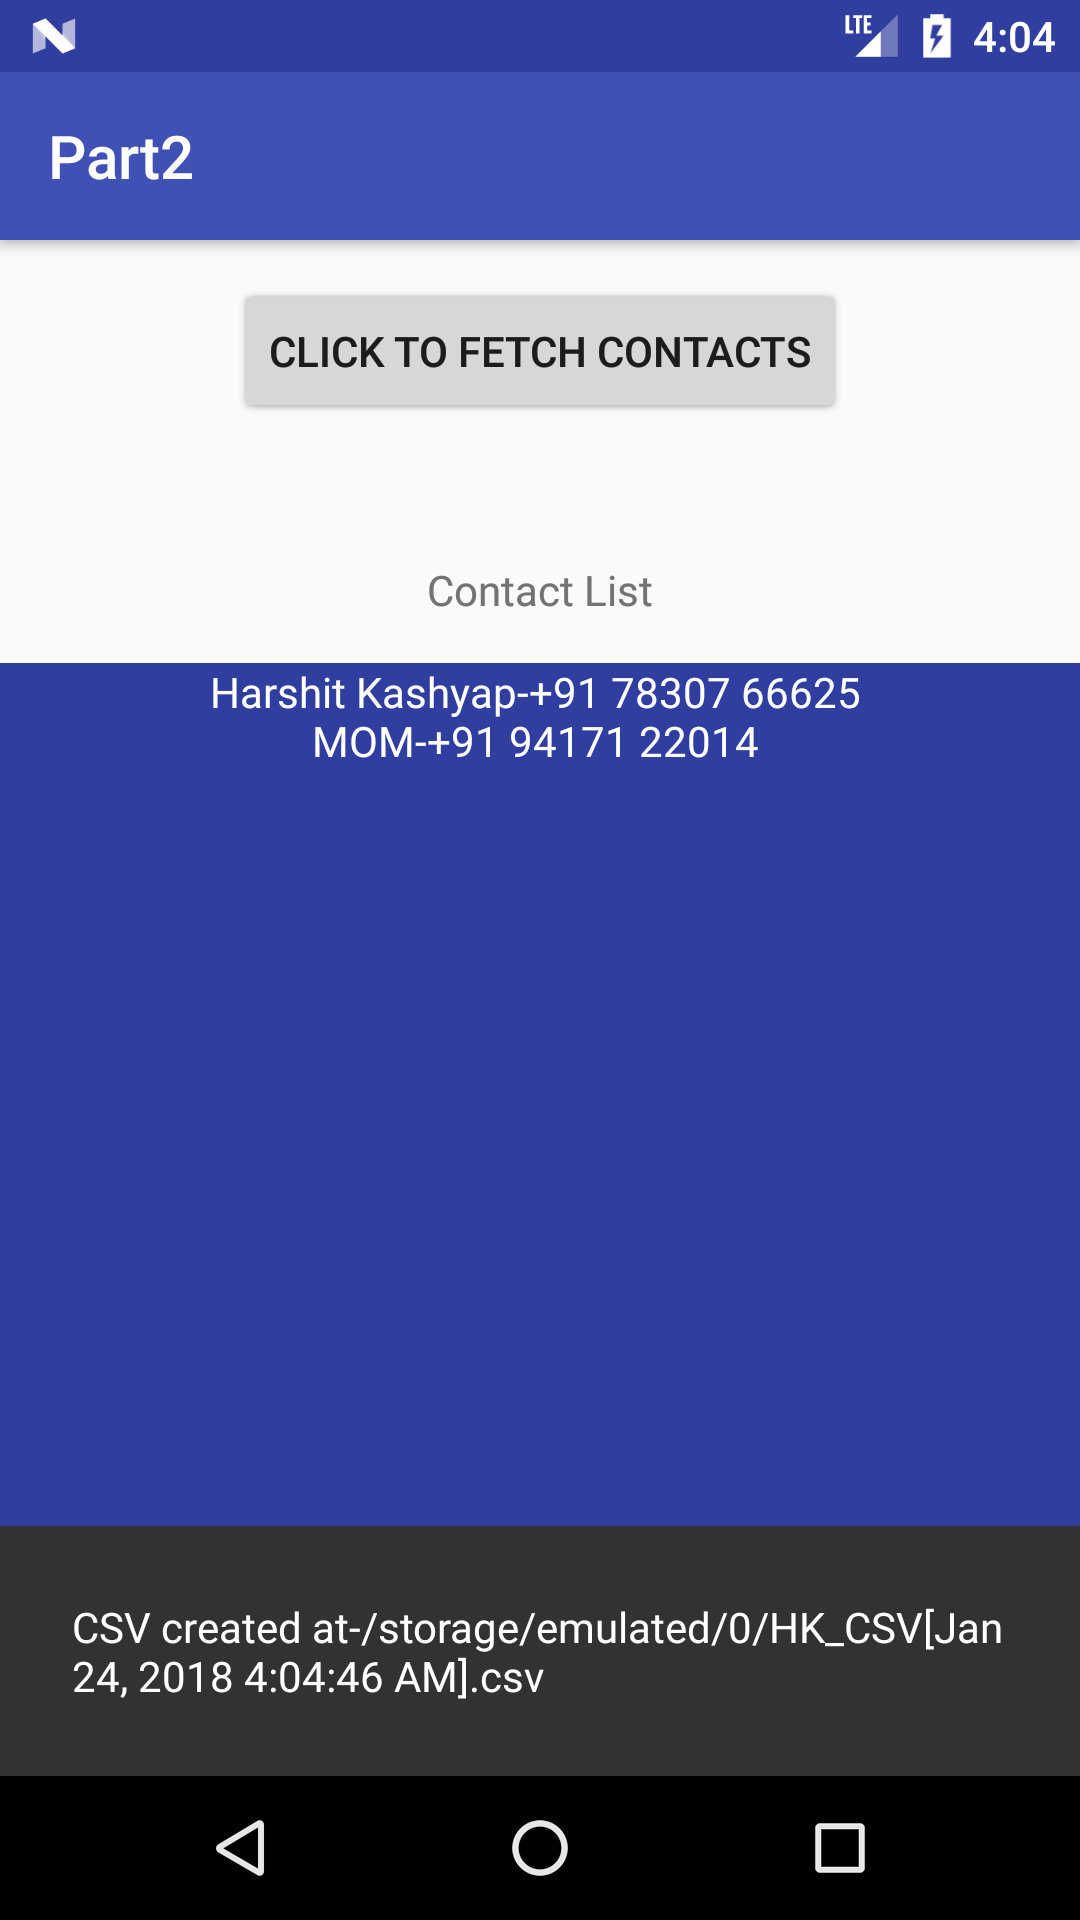 LTE 4:04
Part2
CLICK TO FETCH CONTACTS
Contact List
Harshit Kashyap-+91 78307 66625
MOM-+91 94171 22014
CSV created at-/storage/emulated/0/HK_CSV[Jan
24, 2018 4:04:46 AM].csv